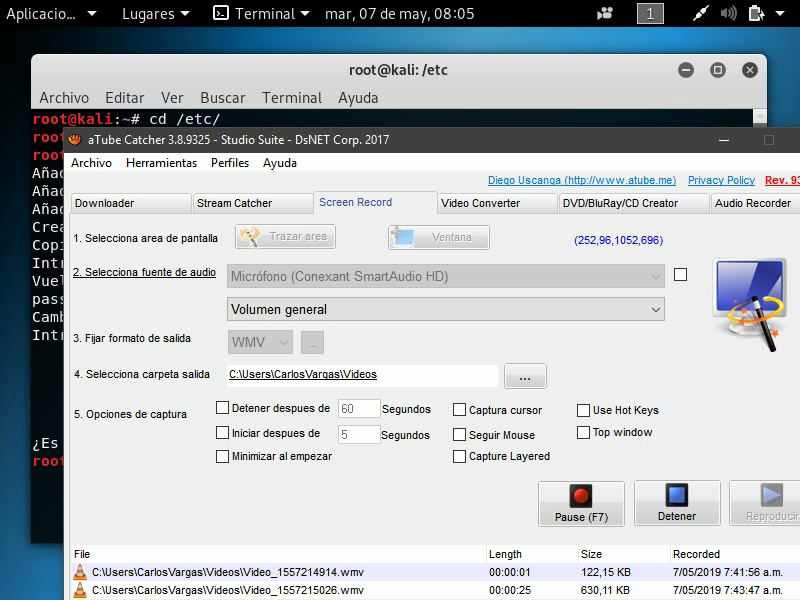 Aplicacio... Lugares Terminal mar, 07 de may, 08:05 1
root@kali: /etc
Archivo Editar Ver Buscar Terminal Ayuda
root@kali:~# cd /etc/
root
aTube Catcher 3.8.9325 - Studio Suite - DsNET Corp. 2017
root
Archivo Herramientas Perfiles Ayuda
Añad
Diego Uscanga (http://www.atube.me) Privacy Policy Rev. 93
Añad
Añad
Downloader Stream Catcher Screen Record Video Converter DVD/BluRay/CD Creator Audio Recorder
Crea
1. Selecciona area de pantalla Trazar area Ventana (252,96,1052,696)
Copi
Intr
2. Selecciona fuente de audio Micrófono (Conexant SmartAudio HD)
Vuel
pass
Volumen general
Camb
Intr
3. Fijar formato de salida WMV ...
4. Selecciona carpeta salida C:\Users\CarlosVargas\Videos ...
5. Opciones de captura Detener despues de 60 Segundos Captura cursor Use Hot Keys
Iniciar despues de 5 Segundos Seguir Mouse Top window
¿Es
Minimizar al empezar Capture Layered
root
Pause (F7) Detener Reproducir
File Length Size Recorded
C:\Users\CarlosVargas\Videos\Video_1557214914.wmv 00:00:01 122,15 KB 7/05/2019 7:41:56 a.m.
C:\Users\CarlosVargas\Videos\Video_1557215026.wmv 00:00:25 630,11 KB 7/05/2019 7:43:47 a.m.